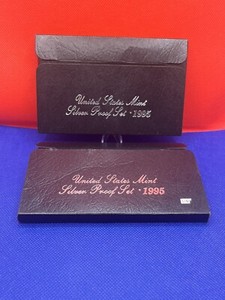 United States Mint
Silver Proof Set • 1995
United States Mint
Silver Proof Set • 1995